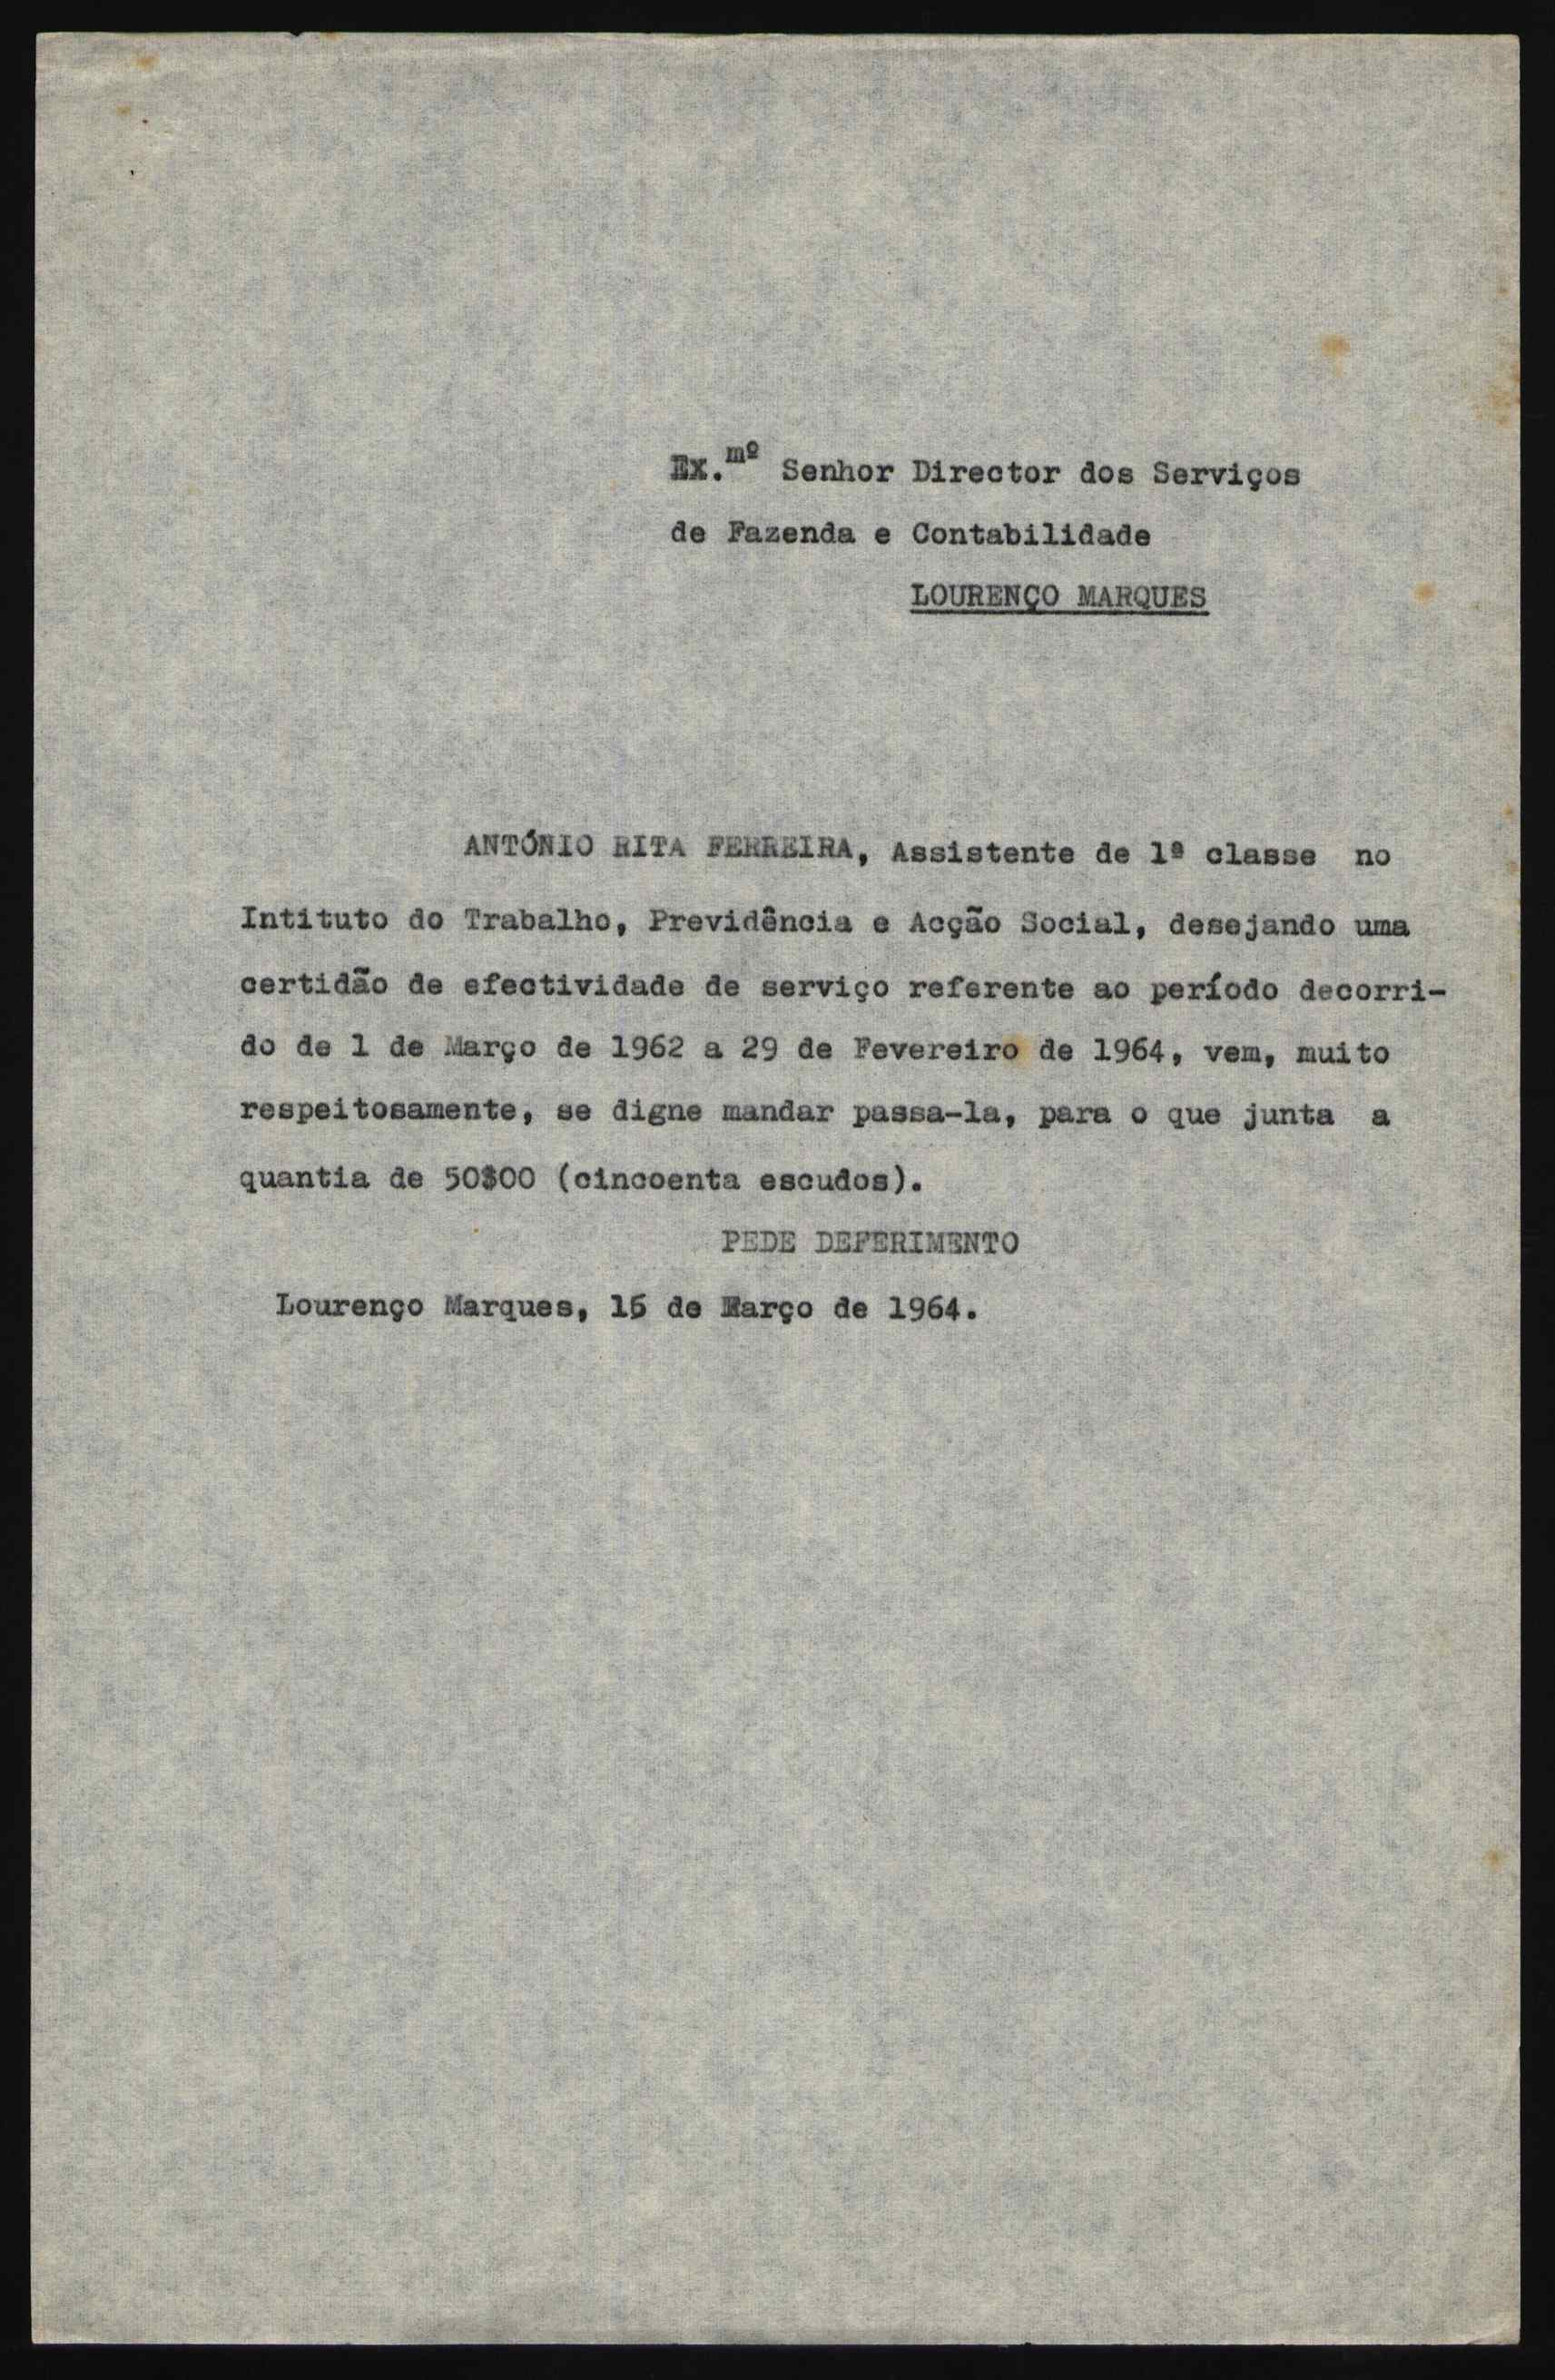 Ex.mº Senhor Director dos Serviços
de Fazenda e Contabilidade
LOURENÇO MARQUES
ANTÓNIO RITA FERREIRA, Assistente de 1ª classe no
Intituto do Trabalho, Previdência e Acção Social, desejando uma
certidão de efectividade de serviço referente ao período decorri-
do de 1 de Março de 1962 a 29 de Fevereiro de 1964, vem, muito
respeitosamente, se digne mandar passa-la, para o que junta a
quantia de 50$00 (cincoenta escudos).
PEDE DEFERIMENTO
Lourenço Marques, de Março de 1964.